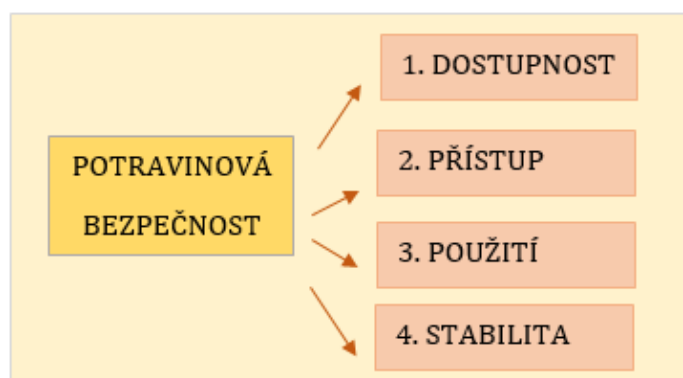 POTRAVINOVÁ
BEZPEČNOST
1. DOSTUPNOST
2. PŘÍSTUP
3. POUŽITÍ
4. STABILITA